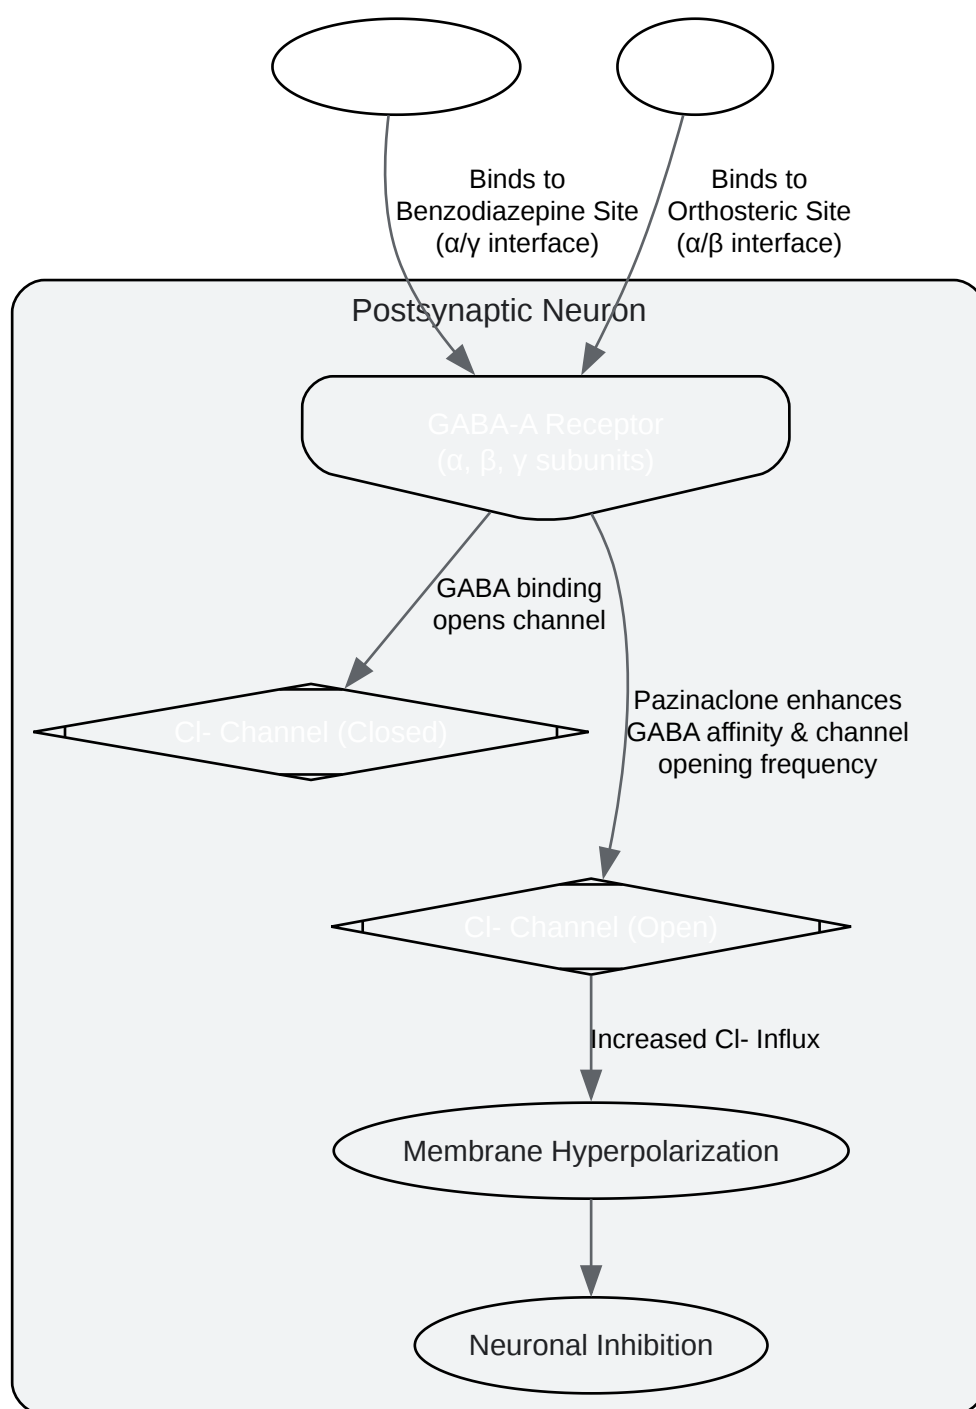 Binds to
Benzodiazepine Site
(α/γ interface)
Binds to
Orthosteric Site
(α/β interface)
Postsynaptic Neuron
GABA-A Receptor
(α, β, γ subunits)
GABA binding
opens channel
Cl- Channel (Closed)
Pazinaclone enhances
GABA affinity & channel
opening frequency
Cl- Channel (Open)
Increased Cl- Influx
Membrane Hyperpolarization
Neuronal Inhibition